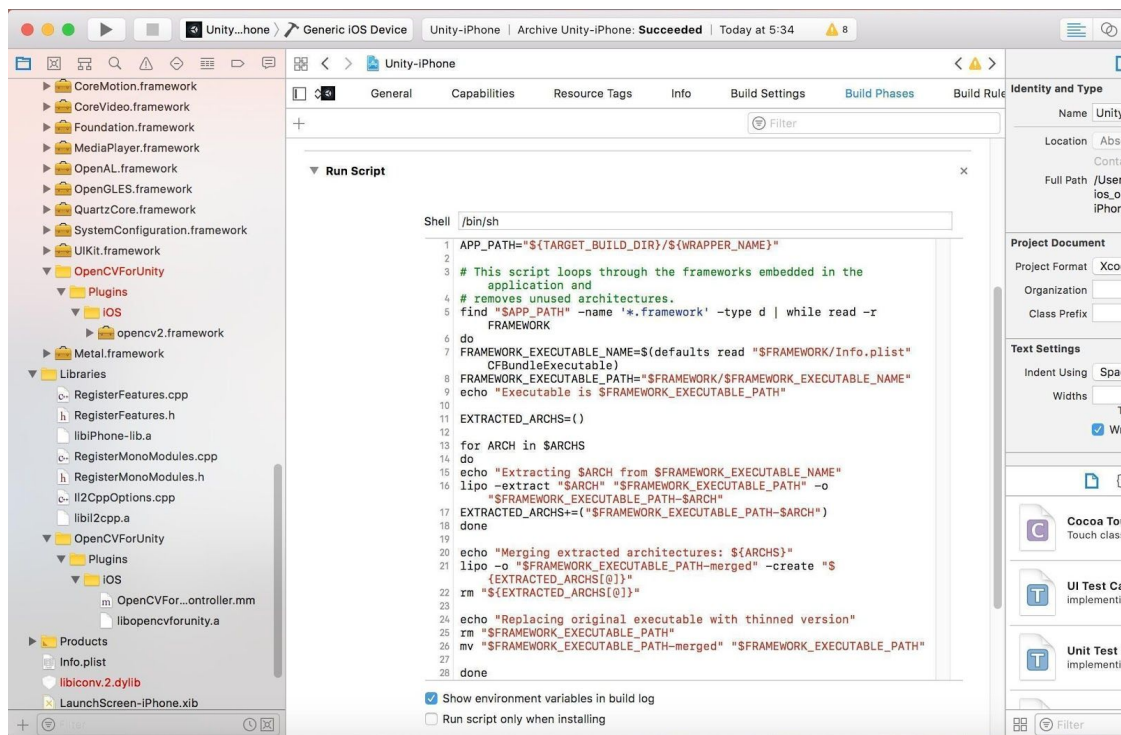 Unity...hone
Generic iOS Device
Unity-iPhone | Archive Unity-iPhone: Succeeded | Today at 5:34
8
CoreMotion.framework
CoreVideo.framework
Foundation.framework
MediaPlayer.framework
OpenAL.framework
OpenGLES.framework
QuartzCore.framework
SystemConfiguration.framework
UIKit.framework
OpenCVForUnity
Plugins
iOS
opencv2.framework
Metal.framework
Libraries
RegisterFeatures.cpp
RegisterFeatures.h
libiPhone-lib.a
RegisterMonoModules.cpp
RegisterMonoModules.h
Il2CppOptions.cpp
libil2cpp.a
OpenCVForUnity
Plugins
iOS
OpenCVFor...ontroller.mm
libopencvforunity.a
Products
Info.plist
libiconv.2.dylib
LaunchScreen-iPhone.xib
Filter
Unity-iPhone
General Capabilities Resource Tags Info Build Settings Build Phases Build Rule
Filter
Run Script
Shell /bin/sh
1 APP_PATH="${TARGET_BUILD_DIR}/${WRAPPER_NAME}"
2
3 # This script loops through the frameworks embedded in the
application and
4 # removes unused architectures.
5 find "$APP_PATH" -name '*.framework' -type d | while read -r
FRAMEWORK
6 do
7 FRAMEWORK_EXECUTABLE_NAME=$(defaults read "$FRAMEWORK/Info.plist"
CFBundleExecutable)
8 FRAMEWORK_EXECUTABLE_PATH="$FRAMEWORK/$FRAMEWORK_EXECUTABLE_NAME"
9 echo "Executable is $FRAMEWORK_EXECUTABLE_PATH"
10
11 EXTRACTED_ARCHS=()
12
13 for ARCH in $ARCHS
14 do
15 echo "Extracting $ARCH from $FRAMEWORK_EXECUTABLE_NAME"
16 lipo -extract "$ARCH" "$FRAMEWORK_EXECUTABLE_PATH" -o
"$FRAMEWORK_EXECUTABLE_PATH-$ARCH"
17 EXTRACTED_ARCHS+=("$FRAMEWORK_EXECUTABLE_PATH-$ARCH")
18 done
19
20 echo "Merging extracted architectures: ${ARCHS}"
21 lipo -o "$FRAMEWORK_EXECUTABLE_PATH-merged" -create "$
{EXTRACTED_ARCHS[@]}"
22 rm "${EXTRACTED_ARCHS[@]}"
23
24 echo "Replacing original executable with thinned version"
25 rm "$FRAMEWORK_EXECUTABLE_PATH"
26 mv "$FRAMEWORK_EXECUTABLE_PATH-merged" "$FRAMEWORK_EXECUTABLE_PATH"
27
28 done
Show environment variables in build log
Run script only when installing
Identity and Type
Name Unity
Location Abs
Conta
Full Path /User
ios_o
iPhor
Project Document
Project Format Xco
Organization
Class Prefix
Text Settings
Indent Using Spa
Widths
Wr
Cocoa Tou
Touch clas
UI Test Ca
implementi
Unit Test
implementi
Filter